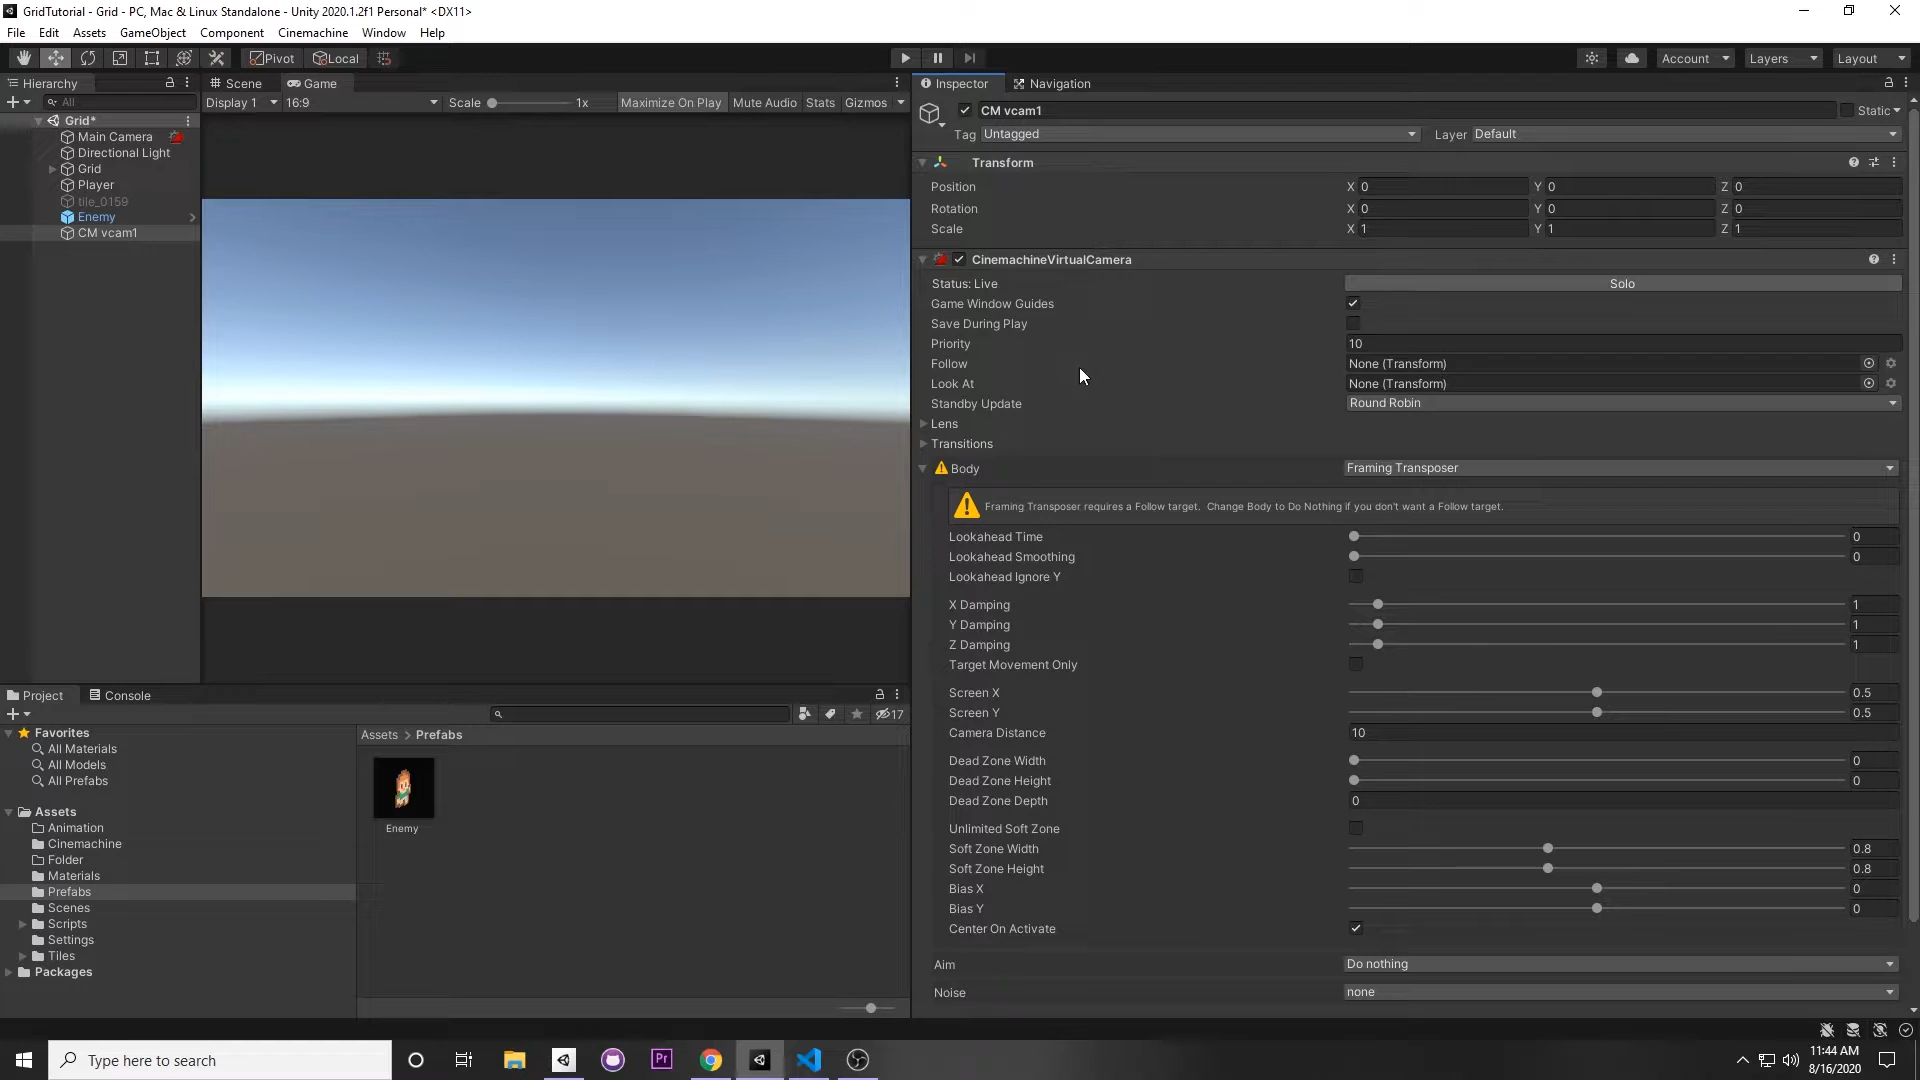 GridTutorial - Grid - PC, Mac & Linux Standalone - Unity 2020.1.2f1 Personal* <DX11>
File Edit Assets GameObject Component Cinemachine Window Help
Pivot Local Account Layers Layout
Hierarchy Scene Game Inspector Navigation
All Display 1 16:9 Scale 1x Maximize On Play Mute Audio Stats Gizmos
Grid*
Main Camera
Directional Light
Grid
Player
tile_0159
Enemy
CM vcam1
CM vcam1 Static
Tag Untagged Layer Default
Transform
Position X 0 Y 0 Z 0
Rotation X 0 Y 0 Z 0
Scale X 1 Y 1 Z 1
CinemachineVirtualCamera
Status: Live Solo
Game Window Guides
Save During Play
Priority 10
Follow None (Transform)
Look At None (Transform)
Standby Update Round Robin
Lens
Transitions
Body Framing Transposer
Framing Transposer requires a Follow target. Change Body to Do Nothing if you don't want a Follow target.
Lookahead Time 0
Lookahead Smoothing 0
Lookahead Ignore Y
X Damping 1
Y Damping 1
Z Damping 1
Target Movement Only
Screen X 0.5
Screen Y 0.5
Camera Distance 10
Dead Zone Width 0
Dead Zone Height 0
Dead Zone Depth 0
Unlimited Soft Zone
Soft Zone Width 0.8
Soft Zone Height 0.8
Bias X 0
Bias Y 0
Center On Activate
Aim Do nothing
Noise none
Project Console
17
Favorites
All Materials
All Models
All Prefabs
Assets
Animation
Cinemachine
Folder
Materials
Prefabs
Scenes
Scripts
Settings
Tiles
Packages
Assets > Prefabs
Enemy
Type here to search
Pr
11:44 AM
8/16/2020